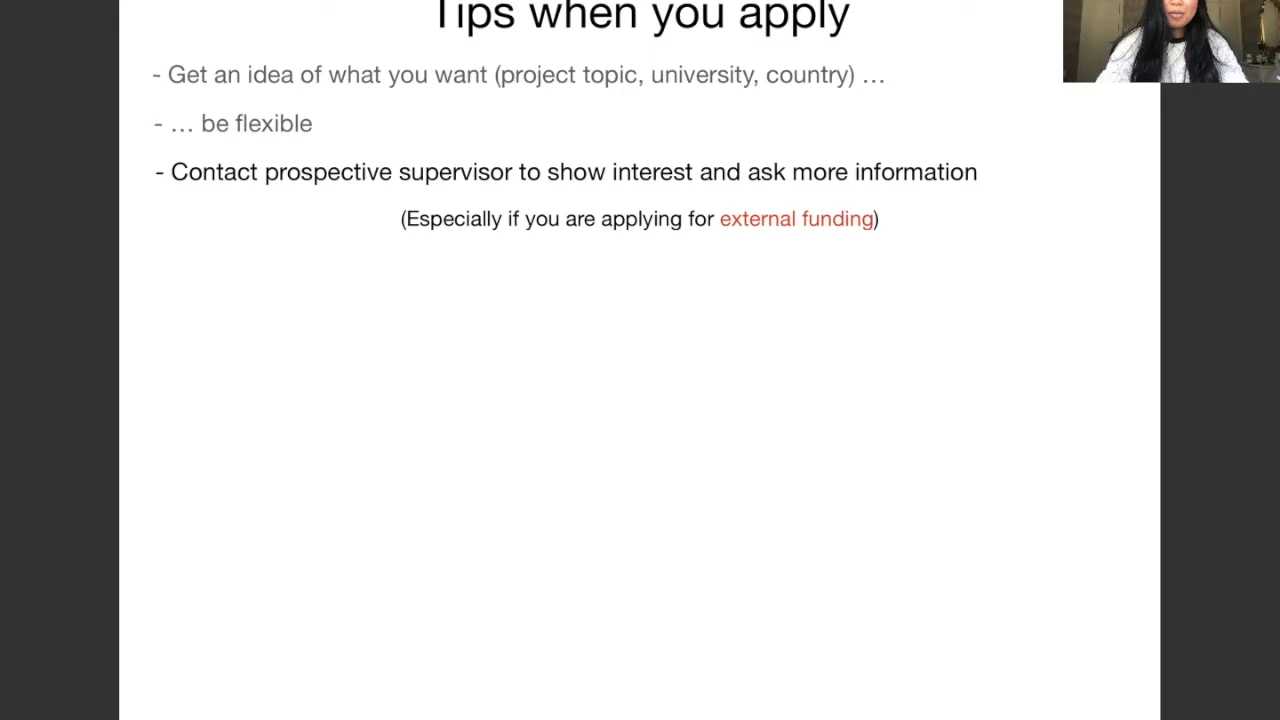 Tips when you apply
- Get an idea of what you want (project topic, university, country) …
- … be flexible
- Contact prospective supervisor to show interest and ask more information
(Especially if you are applying for external funding)